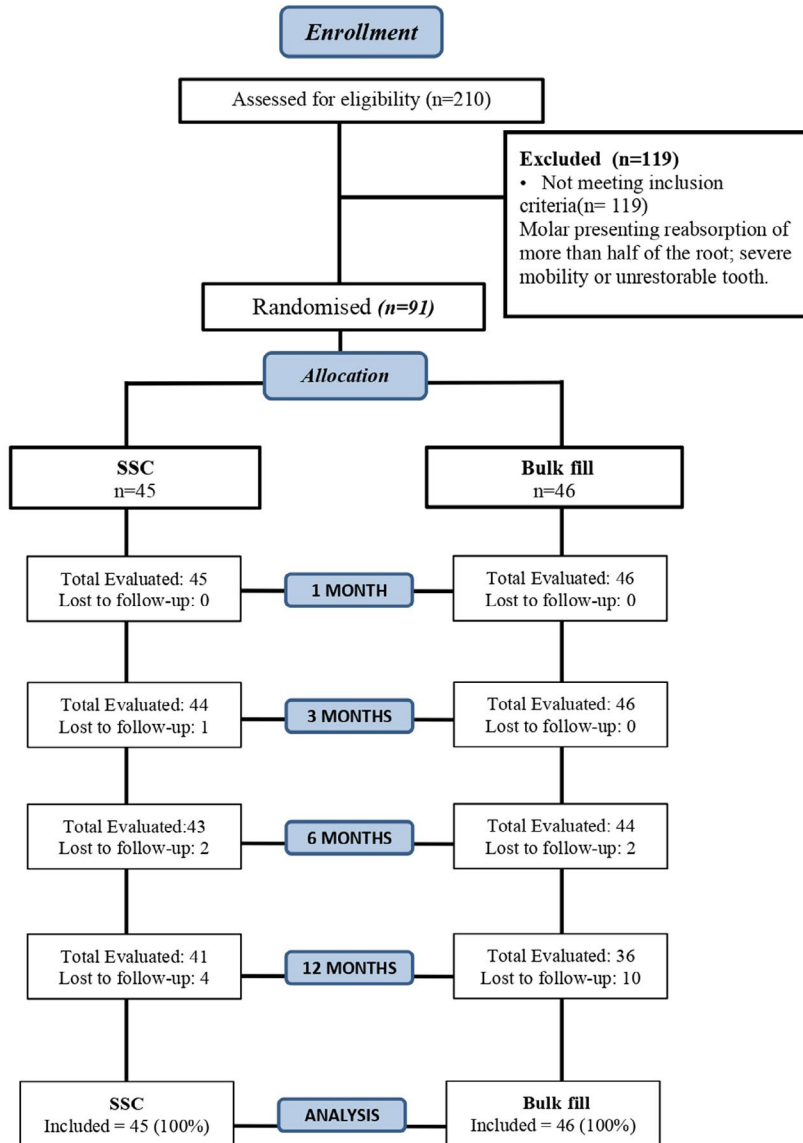 Enrollment
Assessed for eligibility (n=210)
Excluded (n=119)
• Not meeting inclusion
criteria(n= 119)
Molar presenting reabsorption of
more than half of the root; severe
mobility or unrestorable tooth.
Randomised (n=91)
Allocation
SSC
n=45
Bulk fill
n=46
Total Evaluated: 45
Lost to follow-up: 0
1 MONTH
Total Evaluated: 46
Lost to follow-up: 0
Total Evaluated: 44
Lost to follow-up: 1
3 MONTHS
Total Evaluated: 46
Lost to follow-up: 0
Total Evaluated:43
Lost to follow-up: 2
6 MONTHS
Total Evaluated: 44
Lost to follow-up: 2
Total Evaluated: 41
Lost to follow-up: 4
12 MONTHS
Total Evaluated: 36
Lost to follow-up: 10
SSC
Included = 45 (100%)
ANALYSIS
Bulk fill
Included = 46 (100%)